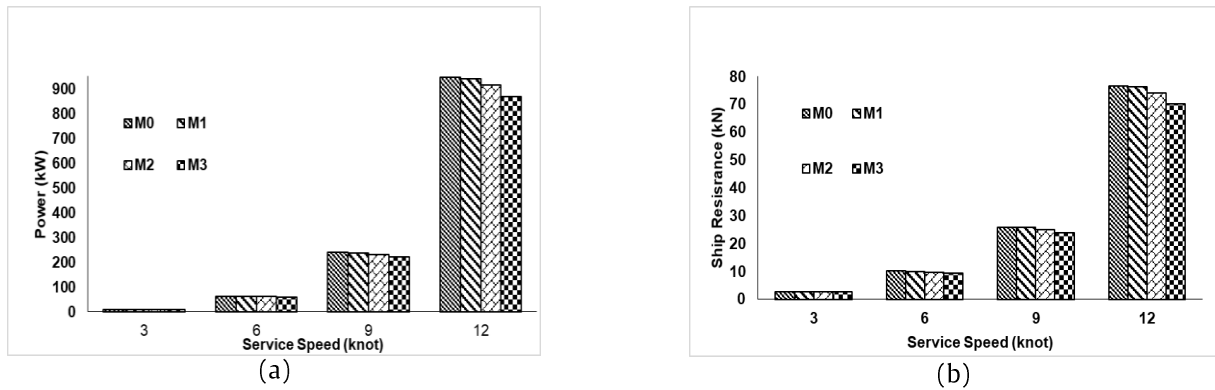 900
800
700
600
500
400
300
200
100
0
Power (kW)
M0 M1
M2 M3
3 6 9 12
Service Speed (knot)
(a)
80
70
60
50
40
30
20
10
0
Ship Resisrance (kN)
M0 M1
M2 M3
3 6 9 12
Service Speed (knot)
(b)